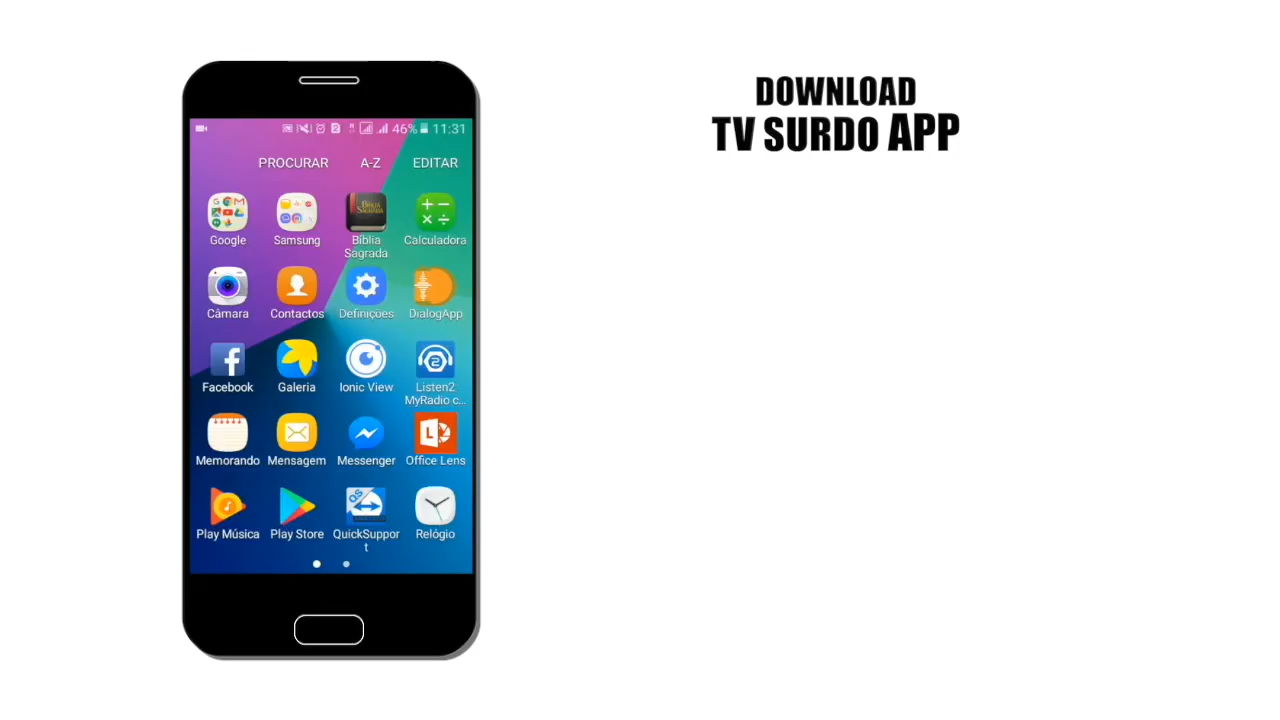 DOWNLOAD
TV SURDO APP
46% 11:31
PROCURAR A-Z EDITAR
Google Samsung Bíblia Sagrada Calculadora
Câmara Contactos Definições DialogApp
Facebook Galeria Ionic View Listen2 MyRadio c...
Memorando Mensagem Messenger Office Lens
Play Música Play Store QuickSupport Relógio